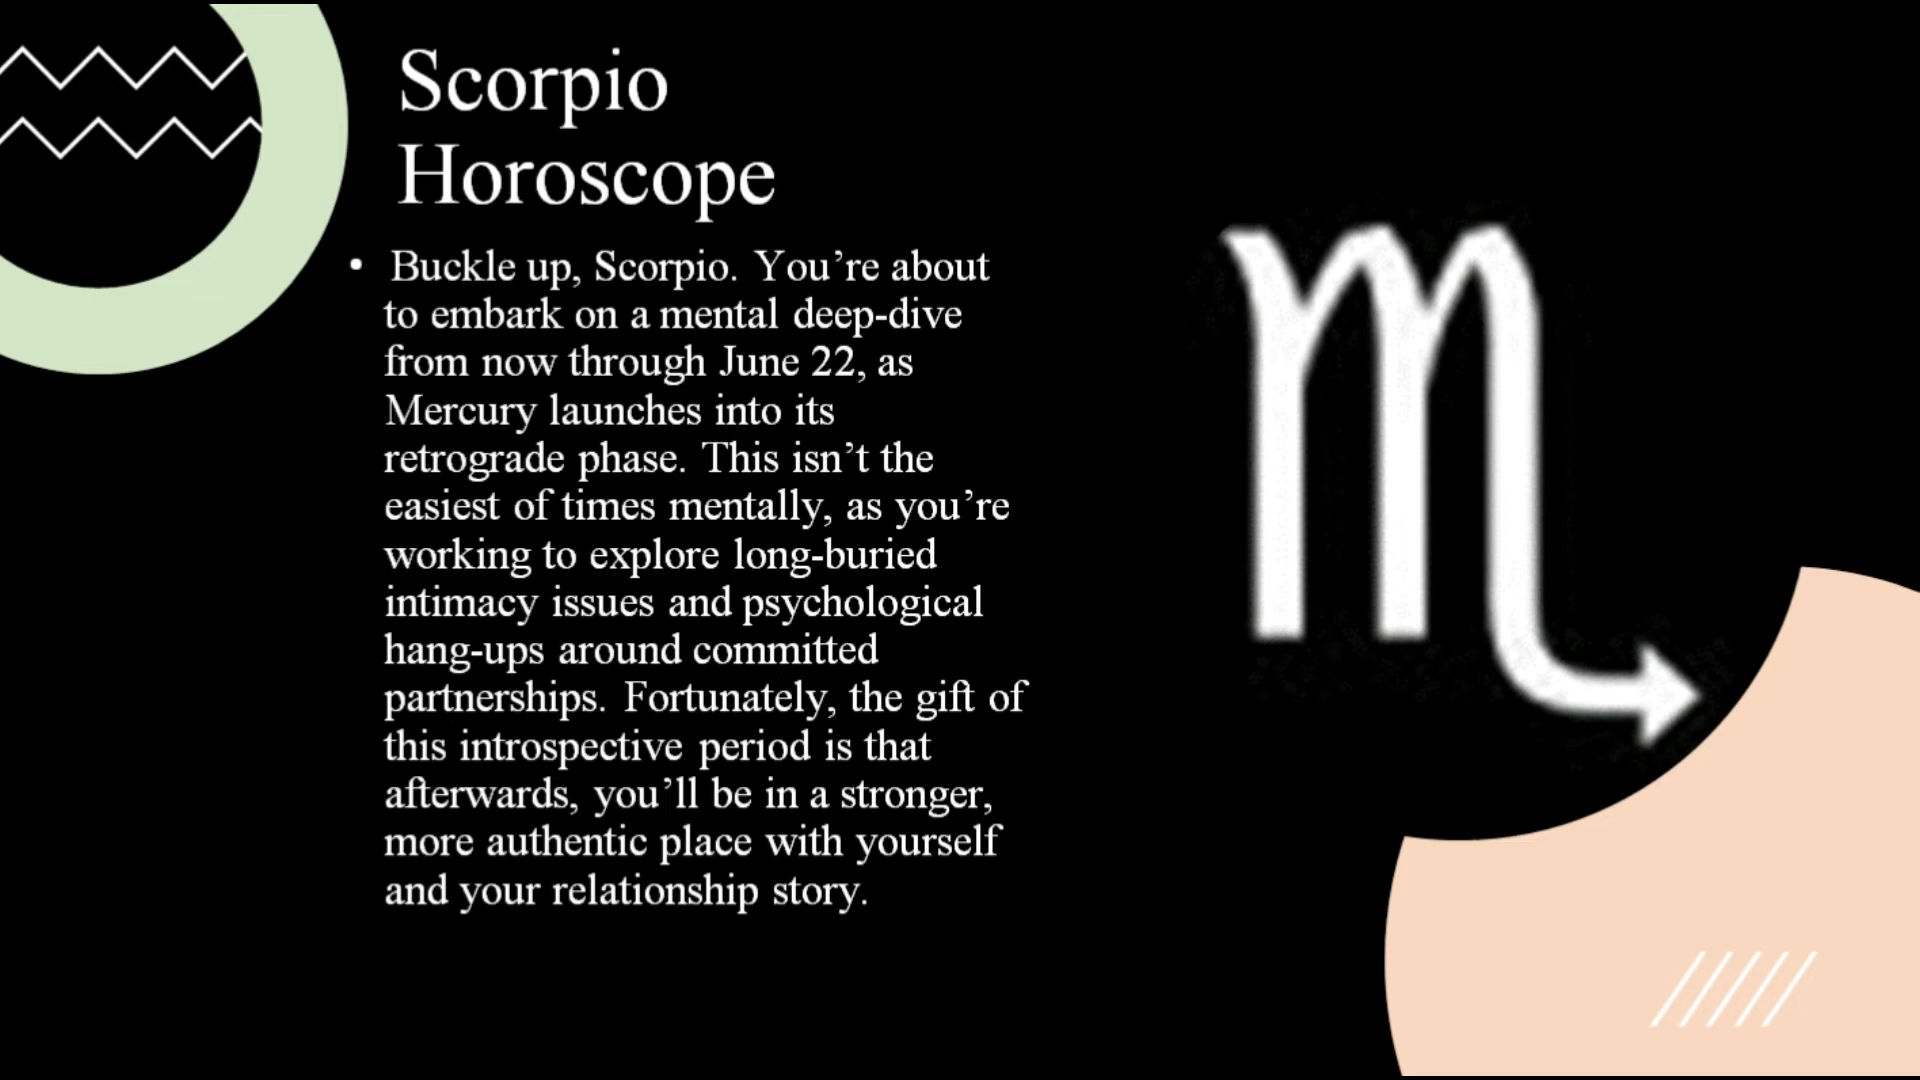 Scorpio
Horoscope
• Buckle up, Scorpio. You’re about
to embark on a mental deep-dive
from now through June 22, as
Mercury launches into its
retrograde phase. This isn’t the
easiest of times mentally, as you’re
working to explore long-buried
intimacy issues and psychological
hang-ups around committed
partnerships. Fortunately, the gift of
this introspective period is that
afterwards, you’ll be in a stronger,
more authentic place with yourself
and your relationship story.